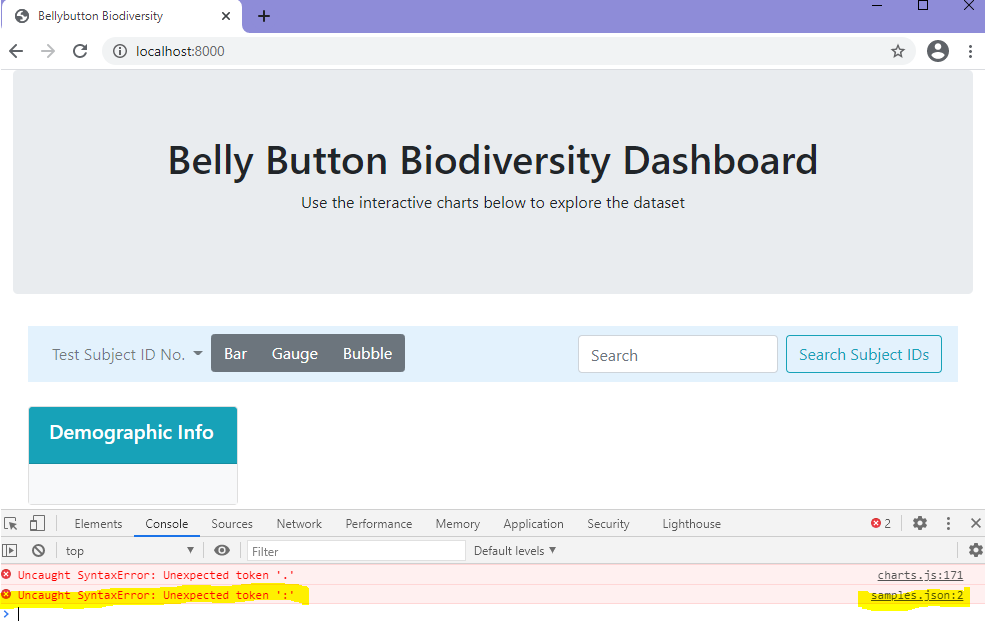 Bellybutton Biodiversity
localhost:8000
Belly Button Biodiversity Dashboard
Use the interactive charts below to explore the dataset
Test Subject ID No. Bar Gauge Bubble Search Search Subject IDs
Demographic Info
Elements Console Sources Network Performance Memory Application Security Lighthouse 2
top Filter Default levels
Uncaught SyntaxError: Unexpected token '.' charts.js:171
Uncaught SyntaxError: Unexpected token ':' samples.json:2